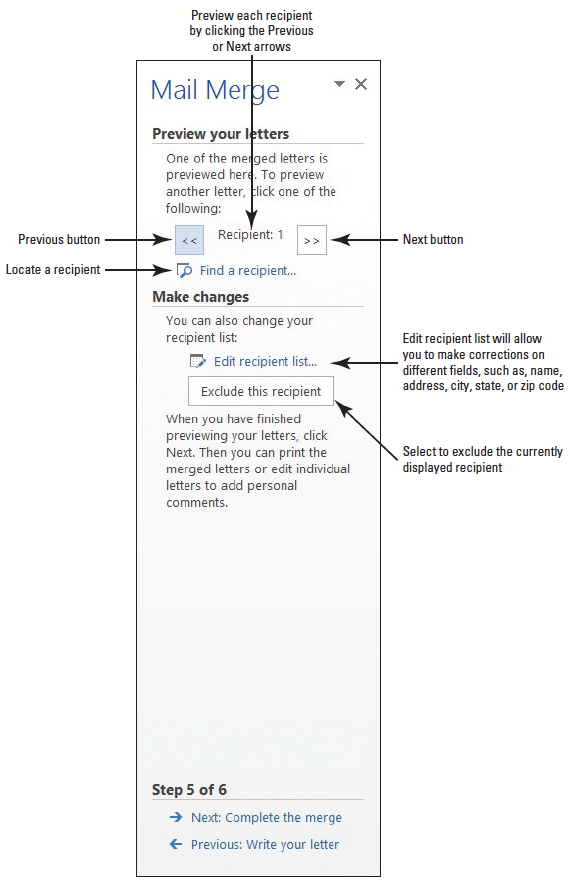 Preview each recipient
by clicking the Previous
or Next arrows
Mail Merge
Preview your letters
One of the merged letters is
previewed here. To preview
another letter, click one of the
following:
Previous button
<<
Recipient: 1
>>
Next button
Locate a recipient
Find a recipient...
Make changes
You can also change your
recipient list:
Edit recipient list...
Edit recipient list will allow
you to make corrections on
different fields, such as, name,
address, city, state, or zip code
Exclude this recipient
Select to exclude the currently
displayed recipient
When you have finished
previewing your letters, click
Next. Then you can print the
merged letters or edit individual
letters to add personal
comments.
Step 5 of 6
Next: Complete the merge
Previous: Write your letter